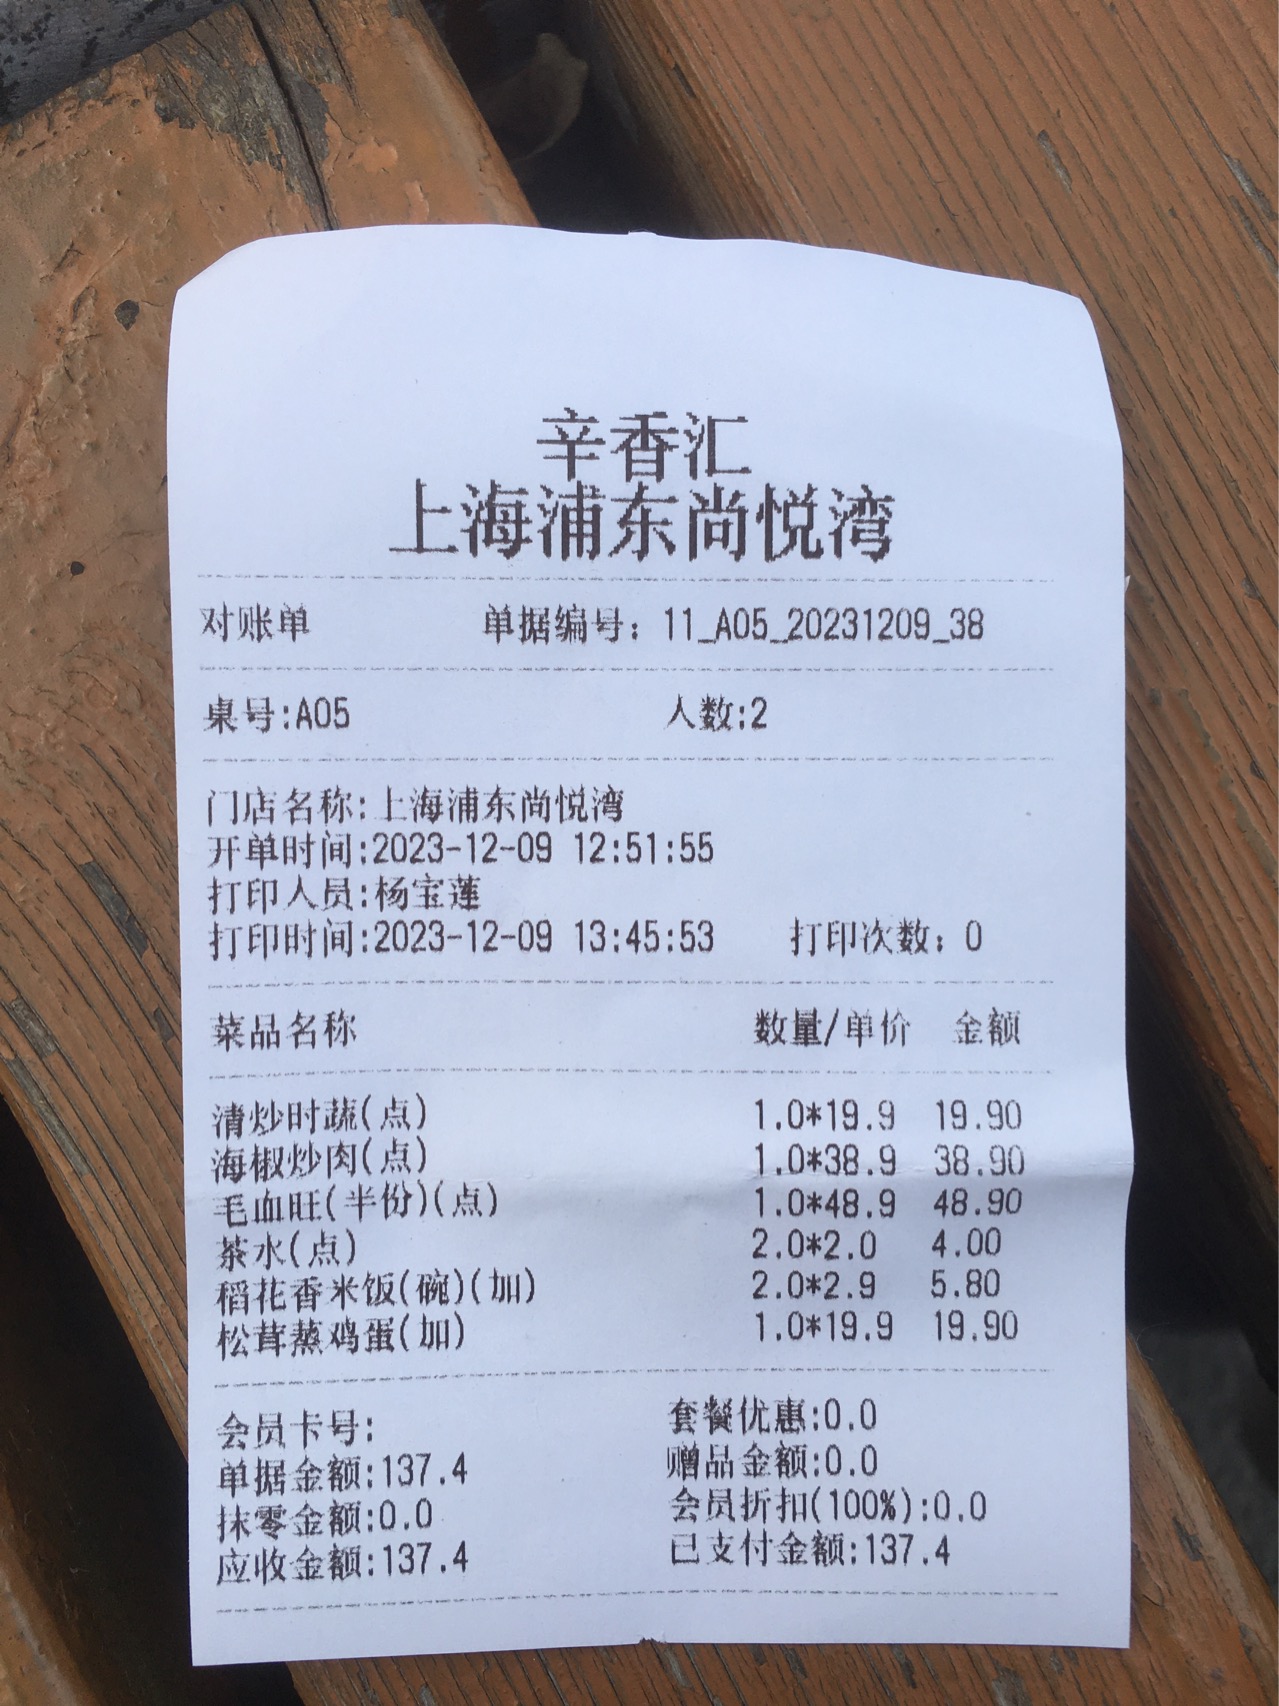 辛香汇
上海浦东尚悦湾
对账单 单据编号：11_A05_20231209_38
桌号:A05 人数:2
门店名称:上海浦东尚悦湾
开单时间:2023-12-09 12:51:55
打印人员:杨宝莲
打印时间:2023-12-09 13:45:53 打印次数：0
菜品名称 数量/单价 金额
清炒时蔬(点) 1.0*19.9 19.90
海椒炒肉(点) 1.0*38.9 38.90
毛血旺(半份)(点) 1.0*48.9 48.90
茶水(点) 2.0*2.0 4.00
稻花香米饭(碗)(加) 2.0*2.9 5.80
松茸蒸鸡蛋(加) 1.0*19.9 19.90
会员卡号: 套餐优惠:0.0
单据金额:137.4 赠品金额:0.0
抹零金额:0.0 会员折扣(100%):0.0
应收金额:137.4 已支付金额:137.4